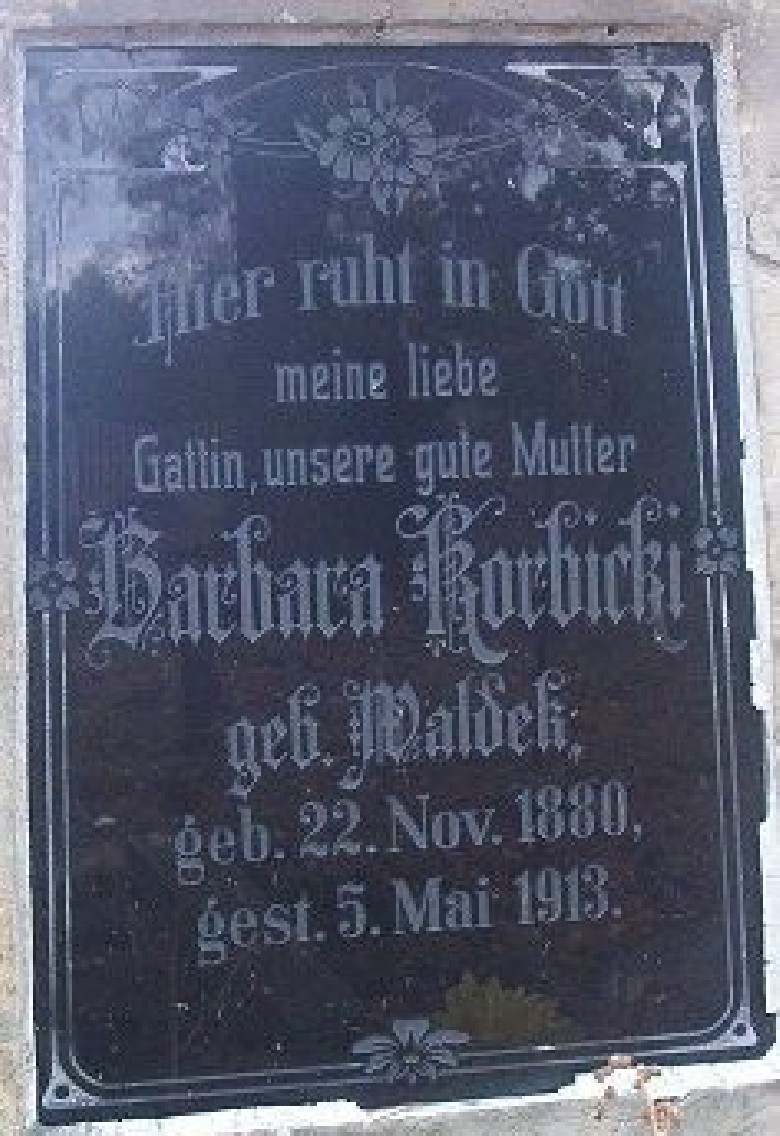 Hier ruht in Gott
meine liebe
Gattin, unsere gute Mutter
Barbara Korbicki
geb. Waldek,
geb. 22. Nov. 1880,
gest. 5. Mai 1913.